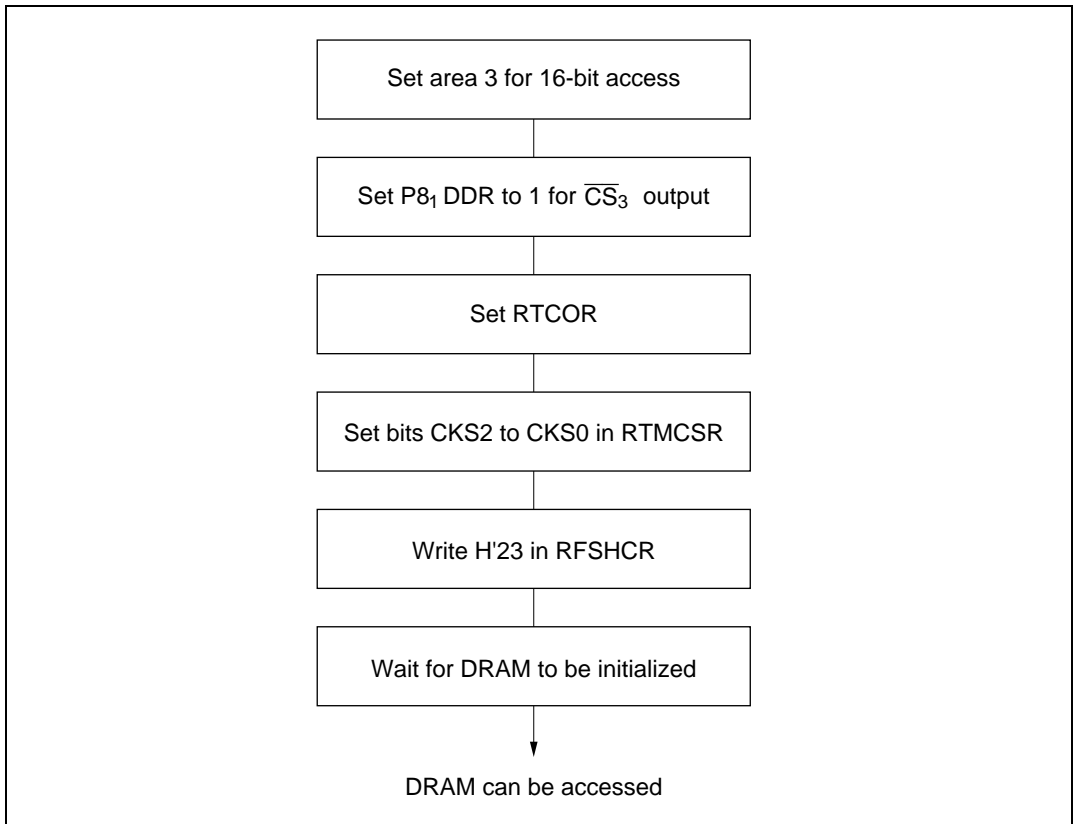 Set area 3 for 16-bit access
Set P8₁ DDR to 1 for C̅S̅₃ output
Set RTCOR
Set bits CKS2 to CKS0 in RTMCSR
Write H'23 in RFSHCR
Wait for DRAM to be initialized
DRAM can be accessed